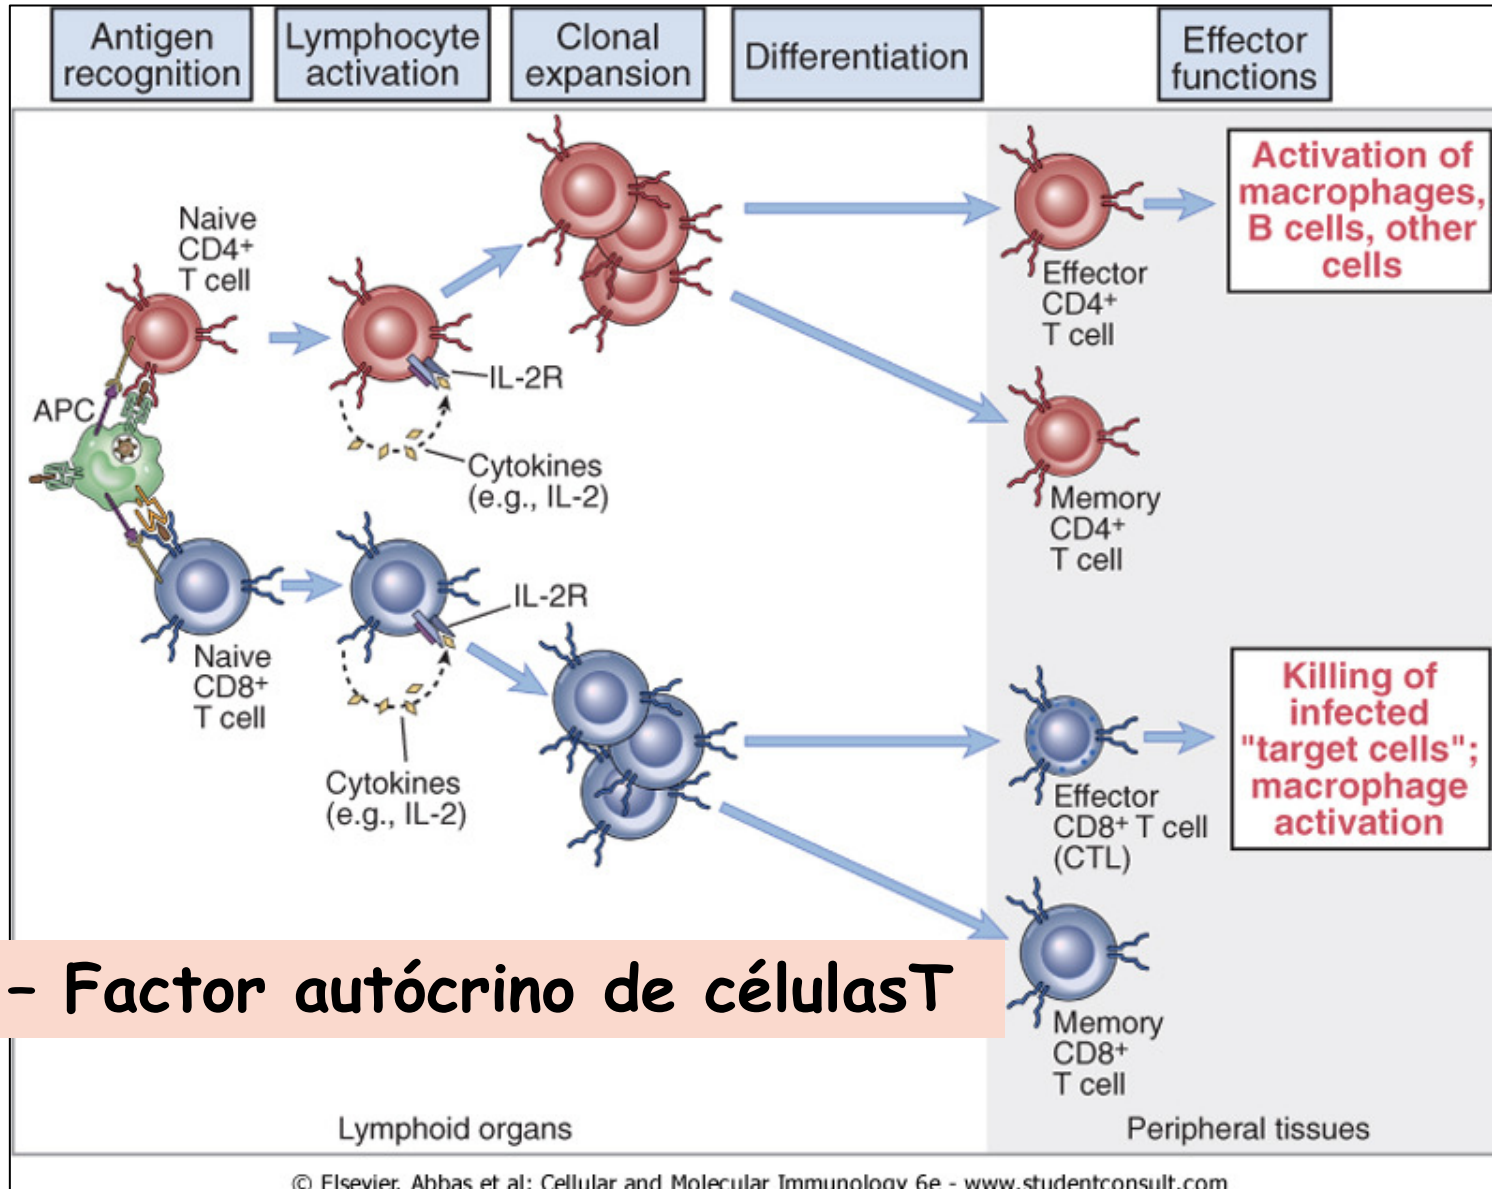 Antigen
recognition
Lymphocyte
activation
Clonal
expansion
Differentiation
Effector
functions
Naive
CD4+
T cell
APC
IL-2R
Cytokines
(e.g., IL-2)
Effector
CD4+
T cell
Activation of
macrophages,
B cells, other
cells
Memory
CD4+
T cell
Naive
CD8+
T cell
IL-2R
Cytokines
(e.g., IL-2)
Effector
CD8+ T cell
(CTL)
Killing of
infected
"target cells";
macrophage
activation
Memory
CD8+
T cell
– Factor autócrino de célulasT
Lymphoid organs
Peripheral tissues
© Elsevier. Abbas et al: Cellular and Molecular Immunology 6e - www.studentconsult.com